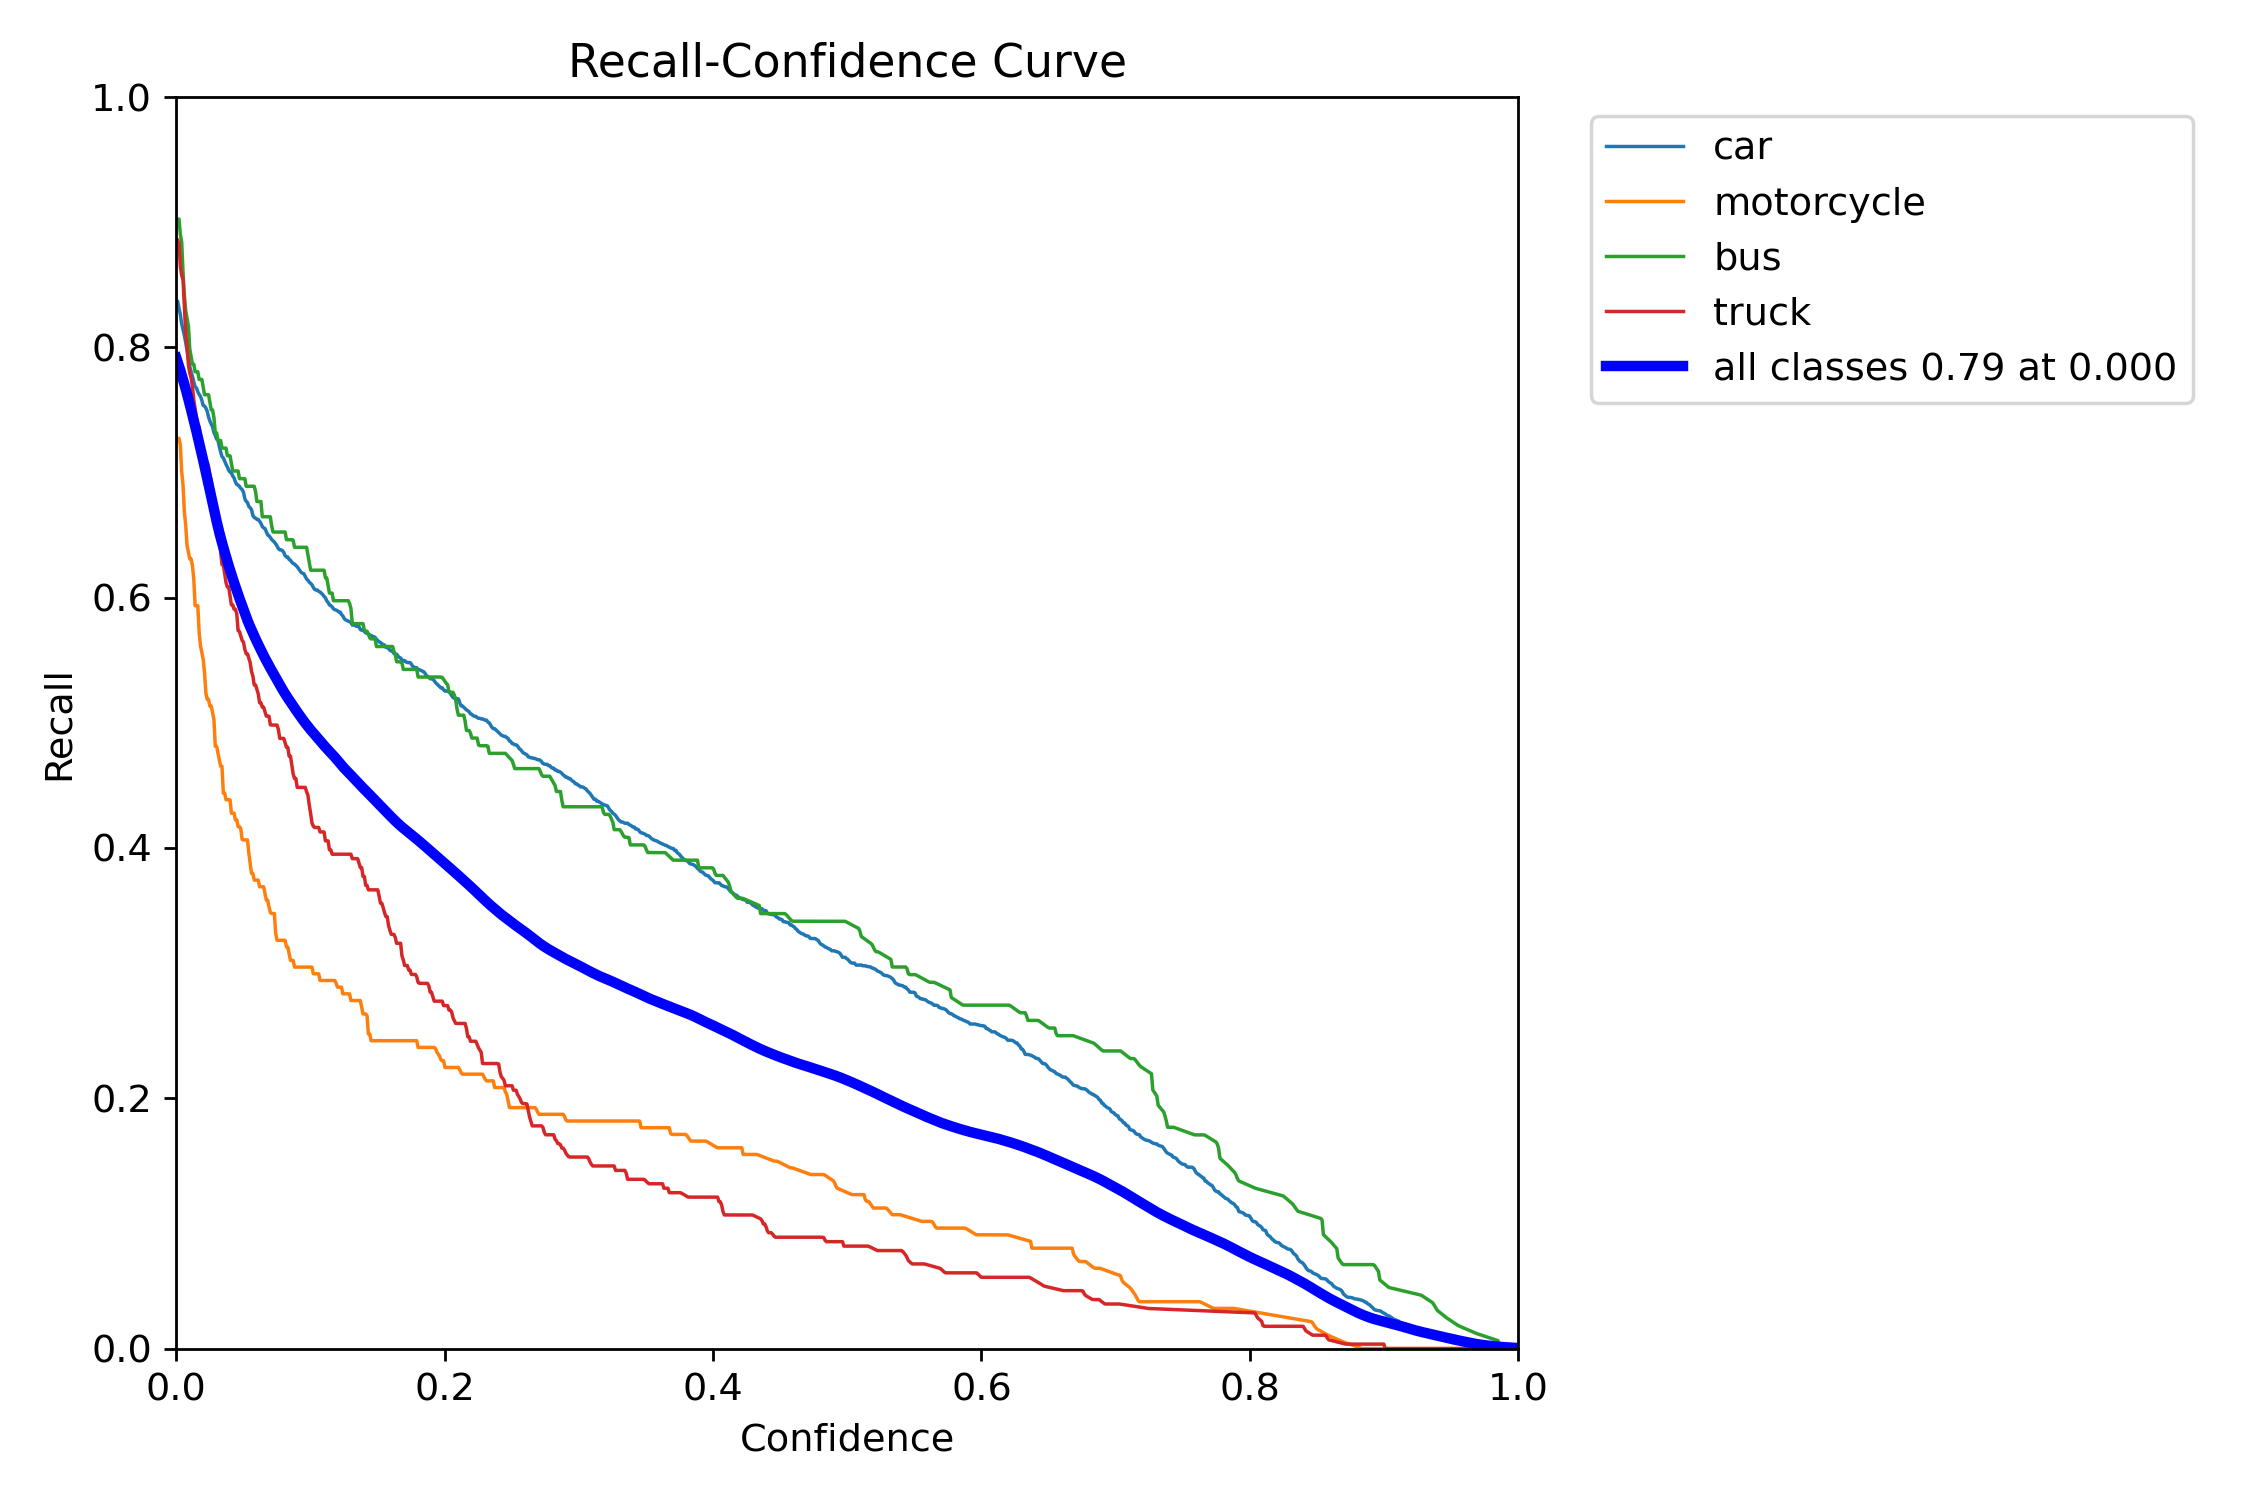 Recall-Confidence Curve
1.0
0.8
0.6
0.4
0.2
0.0
Recall
0.0 0.2 0.4 0.6 0.8 1.0
Confidence
car
motorcycle
bus
truck
all classes 0.79 at 0.000